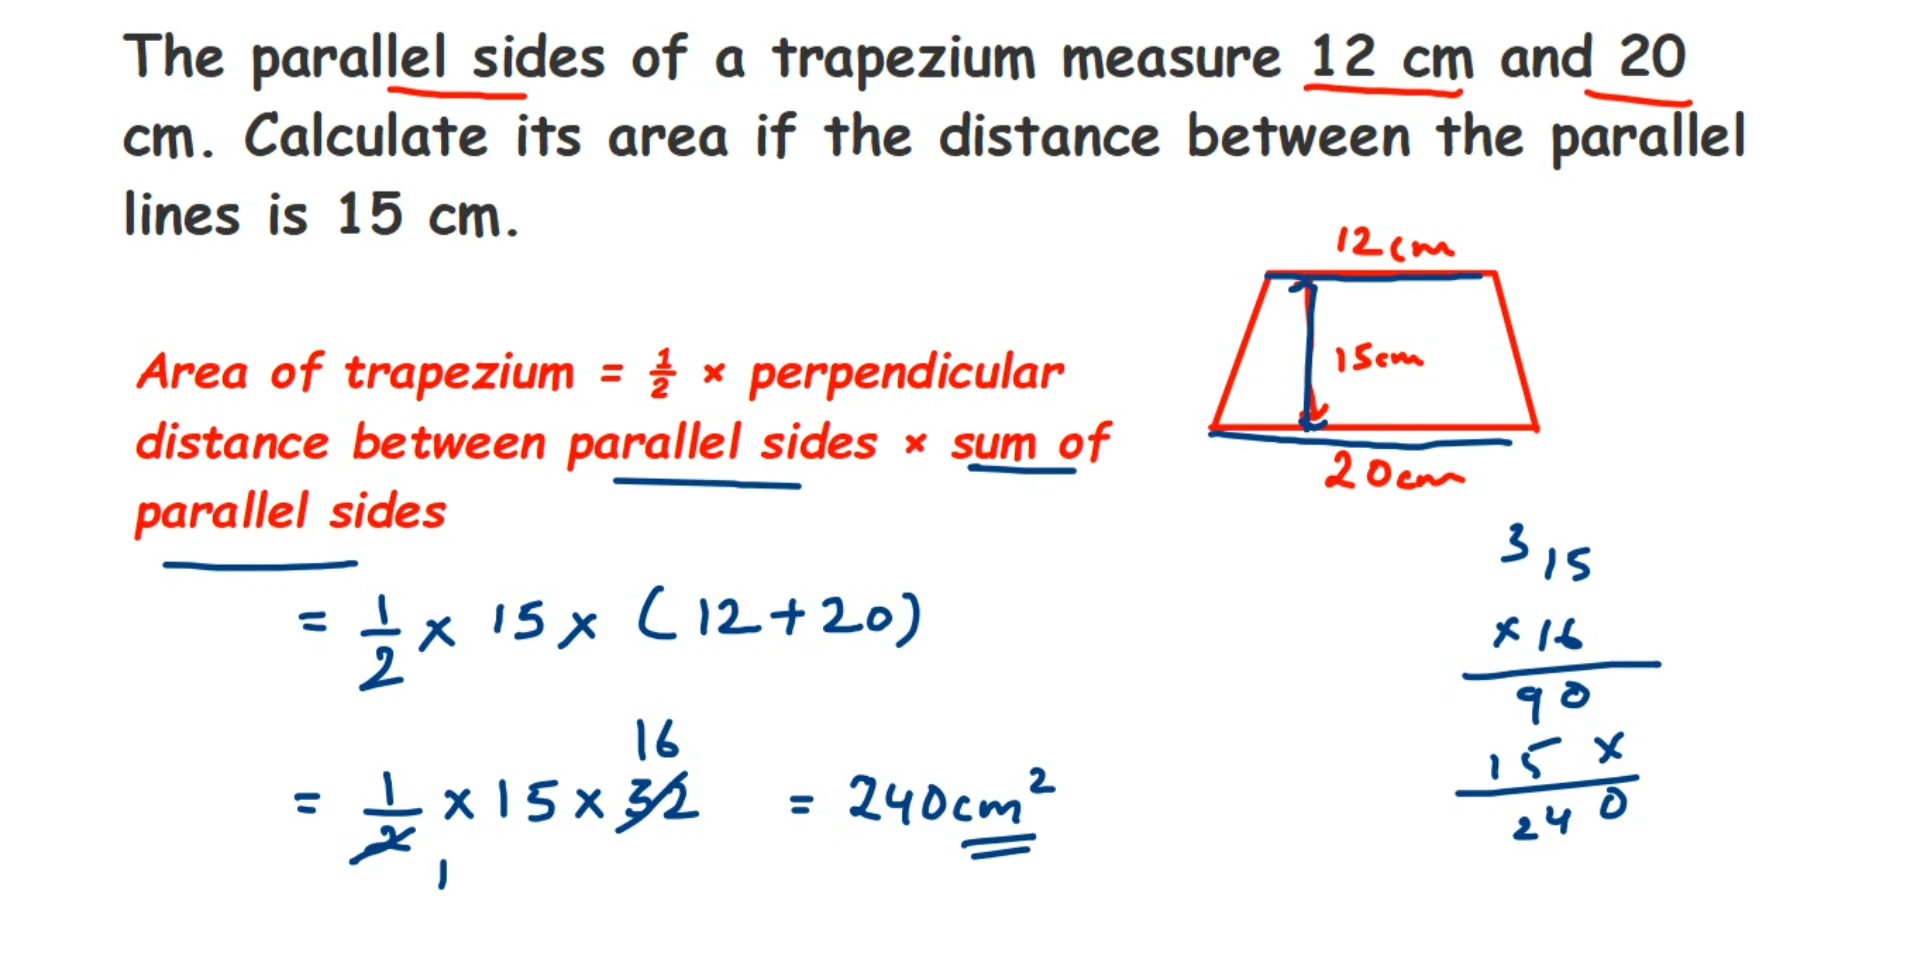 The parallel sides of a trapezium measure 12 cm and 20
cm. Calculate its area if the distance between the parallel
lines is 15 cm.
12cm
15cm
20cm
Area of trapezium = ½ × perpendicular
distance between parallel sides × sum of
parallel sides
= 1/2 × 15 × (12+20)
16
= 1/2 × 15 × 32 = 240cm²
1
3 15
×16
90
15×
240